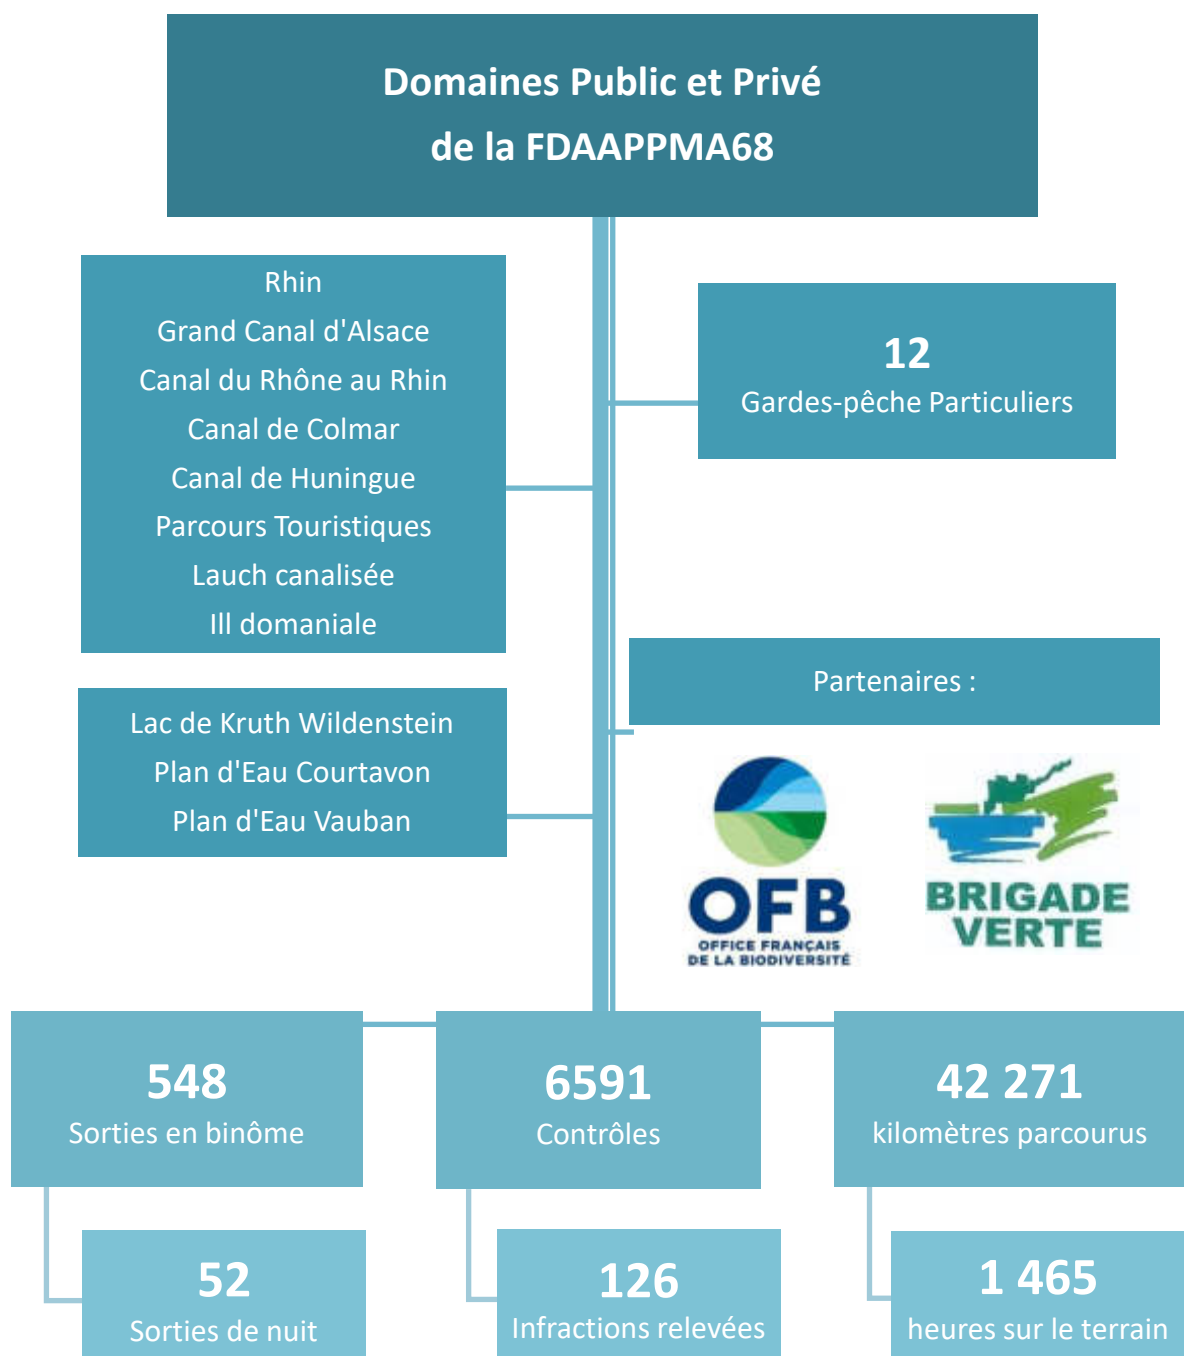 Domaines Public et Privé
de la FDAAPPMA68
Rhin
Grand Canal d'Alsace
Canal du Rhône au Rhin
Canal de Colmar
Canal de Huningue
Parcours Touristiques
Lauch canalisée
Ill domaniale
12
Gardes-pêche Particuliers
Lac de Kruth Wildenstein
Plan d'Eau Courtavon
Plan d'Eau Vauban
Partenaires :
OFB
OFFICE FRANÇAIS
DE LA BIODIVERSITÉ
BRIGADE
VERTE
548
Sorties en binôme
52
Sorties de nuit
6591
Contrôles
126
Infractions relevées
42 271
kilomètres parcourus
1 465
heures sur le terrain